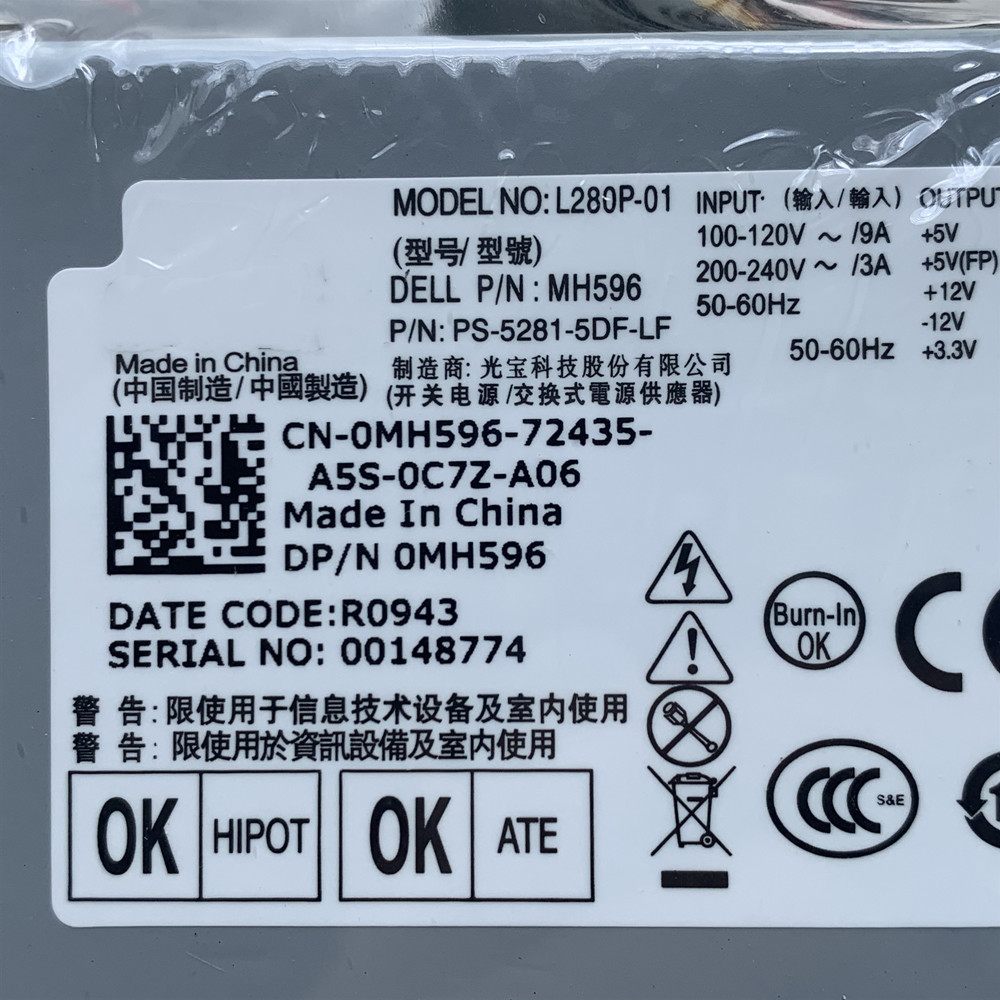 MODEL NO: L280P-01
(型号/ 型號)
DELL P/N : MH596
P/N: PS-5281-5DF-LF
制造商: 光宝科技股份有限公司
(开关电源/交换式電源供應器)
INPUT: (输入/輸入)
100-120V ~ /9A
200-240V ~ /3A
50-60Hz
50-60Hz
OUTPUT
+5V
+5V(FP)
+12V
-12V
+3.3V
Made in China
(中国制造/中國製造)
CN-0MH596-72435-
A5S-0C7Z-A06
Made In China
DP/N 0MH596
DATE CODE:R0943
SERIAL NO: 00148774
警 告: 限使用于信息技术设备及室内使用
警 告: 限使用於資訊設備及室内使用
OK HIPOT
OK ATE
Burn-In
OK
CCC S&E